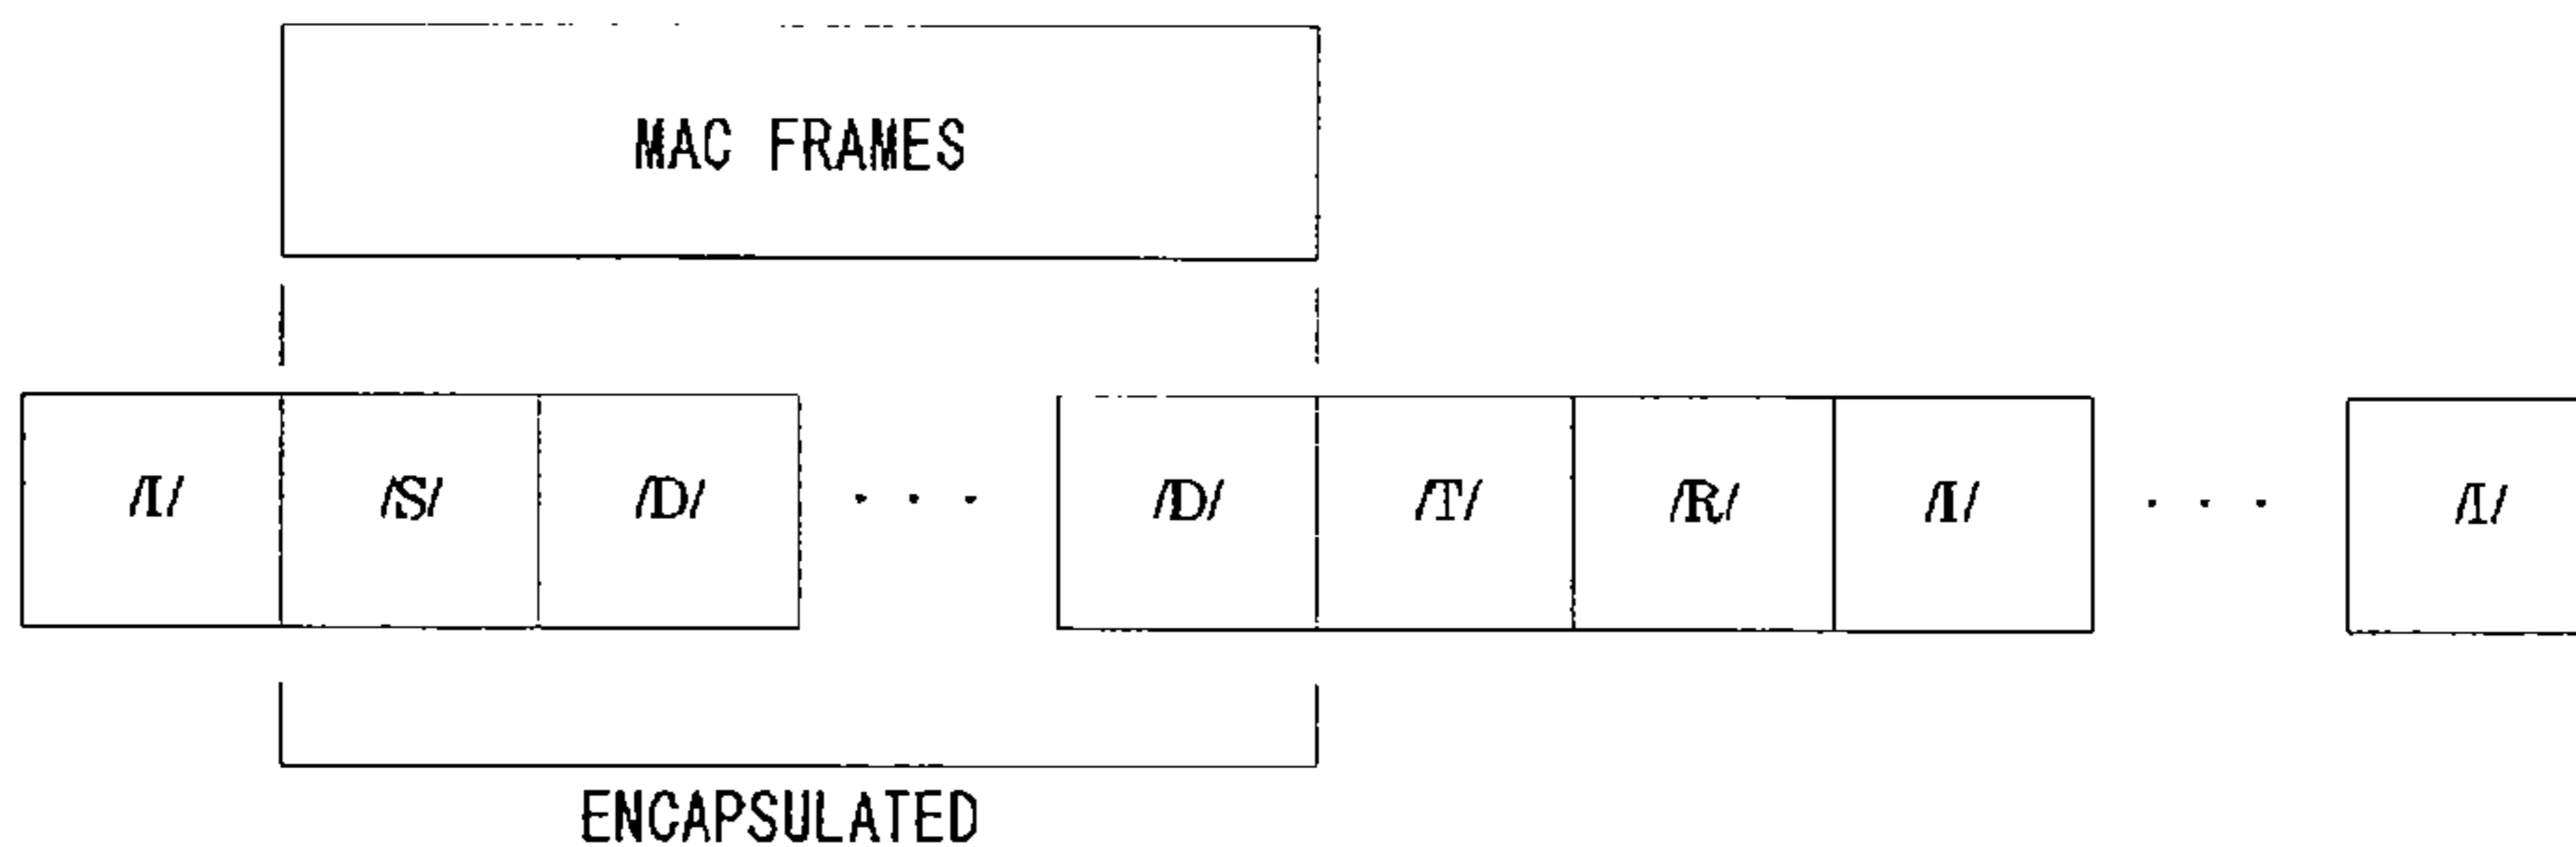 MAC FRAMES
/I/ /S/ /D/ · · · /D/ /T/ /R/ /I/ · · · /I/
ENCAPSULATED